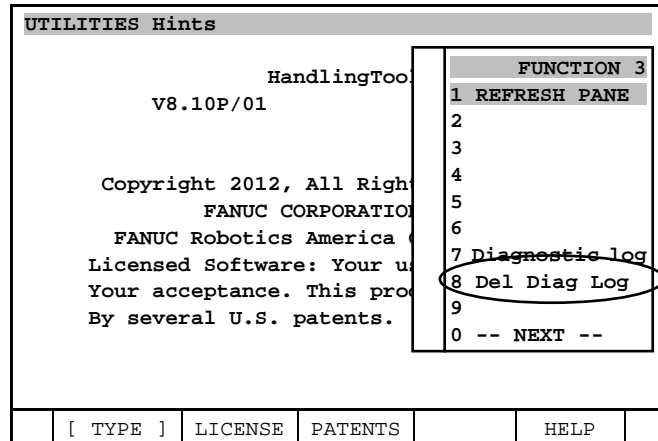 UTILITIES Hints
HandlingTool
V8.10P/01
Copyright 2012, All Right
FANUC CORPORATIO
FANUC Robotics America
Licensed Software: Your u
Your acceptance. This pro
By several U.S. patents.
FUNCTION 3
1 REFRESH PANE
2
3
4
5
6
7 Diagnostic log
8 Del Diag Log
9
0 -- NEXT --
[ TYPE ] LICENSE PATENTS HELP